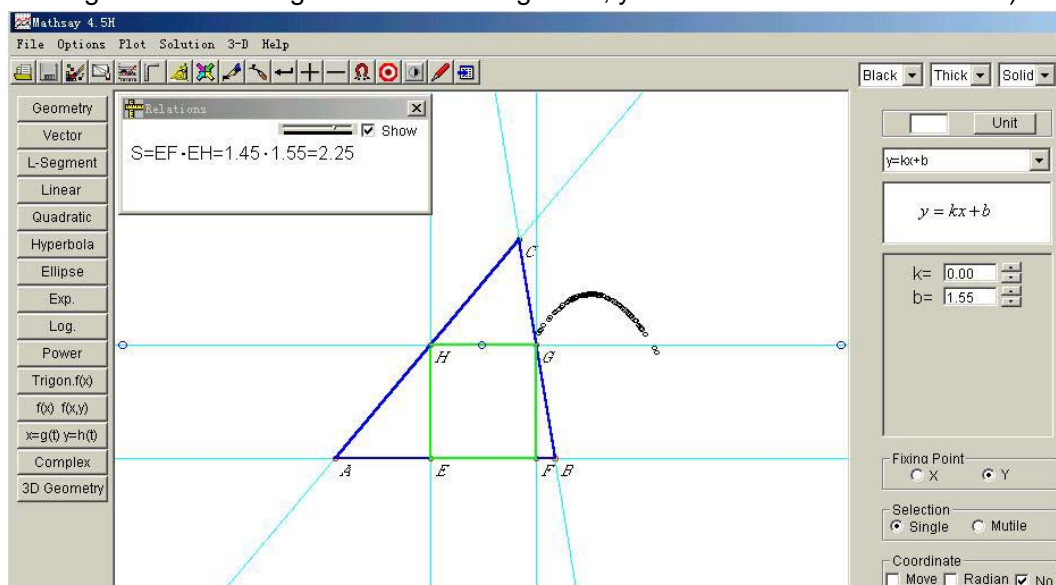 Mathsay 4.5H
File Options Plot Solution 3-D Help
Black Thick Solid
Geometry
Vector
L-Segment
Linear
Quadratic
Hyperbola
Ellipse
Exp.
Log.
Power
Trigon.f(x)
f(x) f(x,y)
x=g(t) y=h(t)
Complex
3D Geometry
Relations
Show
S=EF·EH=1.45·1.55=2.25
C
H
G
A
E
F B
Unit
y=kx+b
y = kx + b
k= 0.00
b= 1.55
Fixing Point
X Y
Selection
Single Mutile
Coordinate
Move Radian No